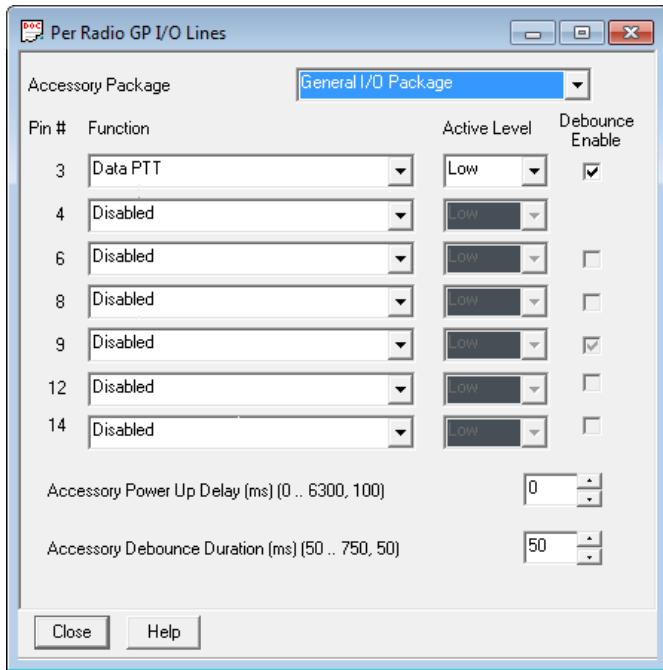 DOC
Per Radio GP I/O Lines
Accessory Package General I/O Package
Pin # Function Active Level Debounce Enable
3 Data PTT Low
4 Disabled Low
6 Disabled Low
8 Disabled Low
9 Disabled Low
12 Disabled Low
14 Disabled Low
Accessory Power Up Delay (ms) (0 .. 6300, 100) 0
Accessory Debounce Duration (ms) (50 .. 750, 50) 50
Close Help